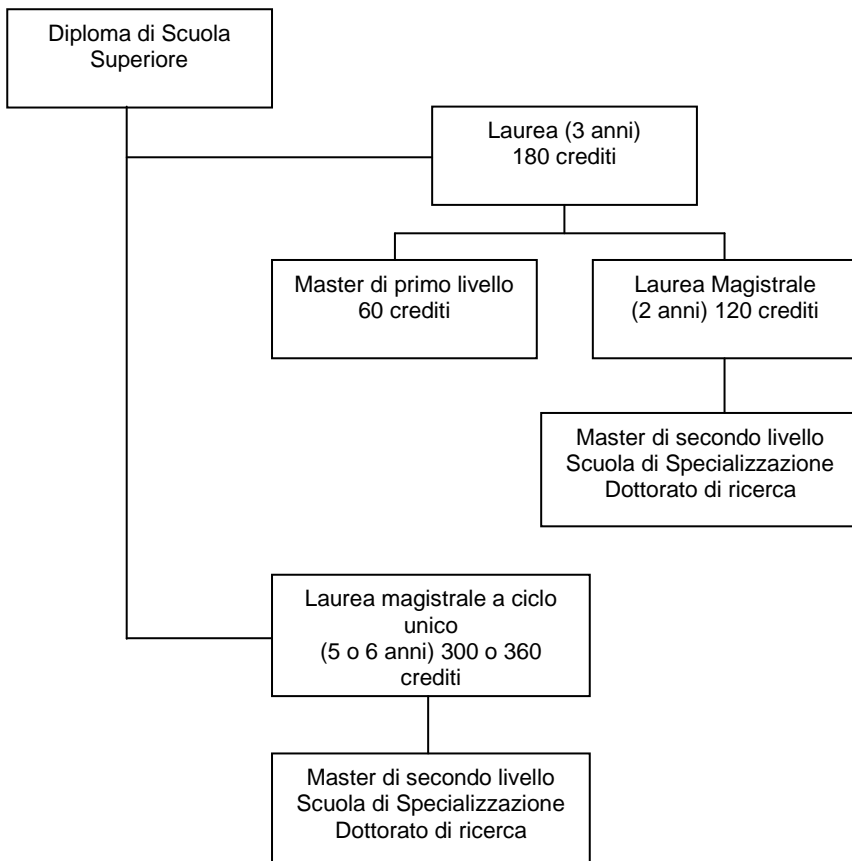 Diploma di Scuola
Superiore
Laurea (3 anni)
180 crediti
Master di primo livello
60 crediti
Laurea Magistrale
(2 anni) 120 crediti
Master di secondo livello
Scuola di Specializzazione
Dottorato di ricerca
Laurea magistrale a ciclo
unico
(5 o 6 anni) 300 o 360
crediti
Master di secondo livello
Scuola di Specializzazione
Dottorato di ricerca